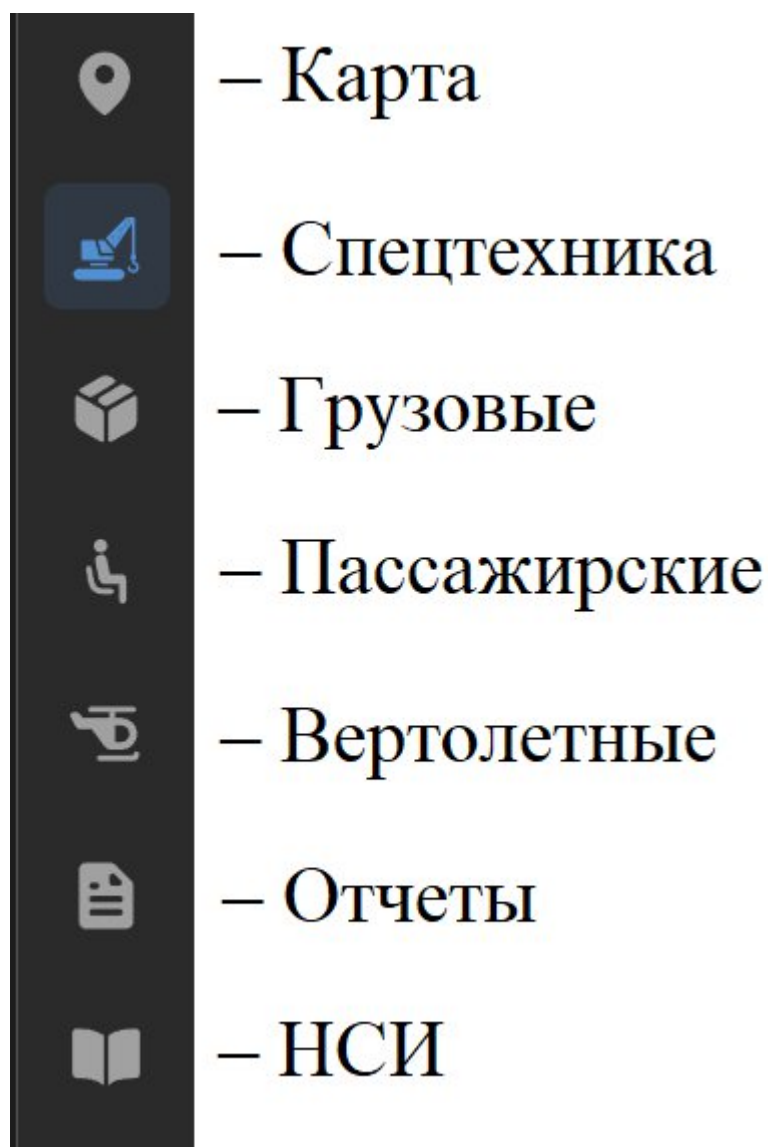 – Карта
– Спецтехника
– Грузовые
– Пассажирские
– Вертолетные
– Отчеты
– НСИ